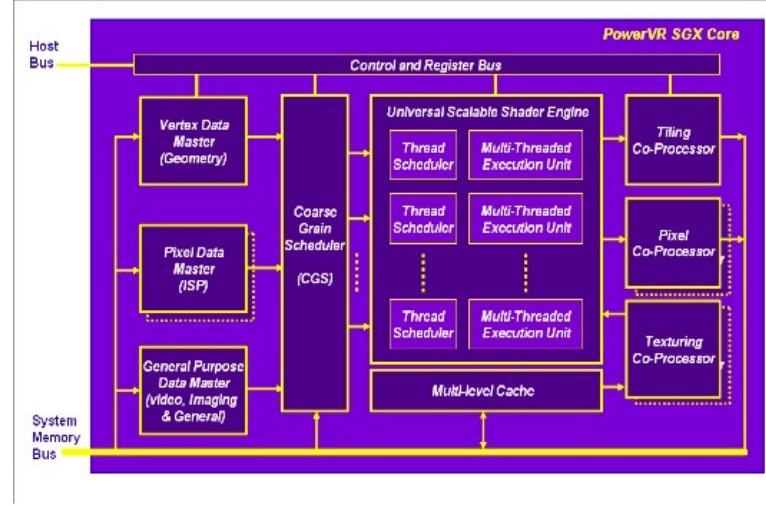 PowerVR SGX Core
Host
Bus
Control and Register Bus
Vertex Data
Master
(Geometry)
Pixel Data
Master
(ISP)
General Purpose
Data Master
(video, Imaging
& General)
Coarse
Grain
Scheduler
(CGS)
Universal Scalable Shader Engine
Thread
Scheduler
Multi-Threaded
Execution Unit
Thread
Scheduler
Multi-Threaded
Execution Unit
Thread
Scheduler
Multi-Threaded
Execution Unit
Multi-level Cache
Tiling
Co-Processor
Pixel
Co-Processor
Texturing
Co-Processor
System
Memory
Bus